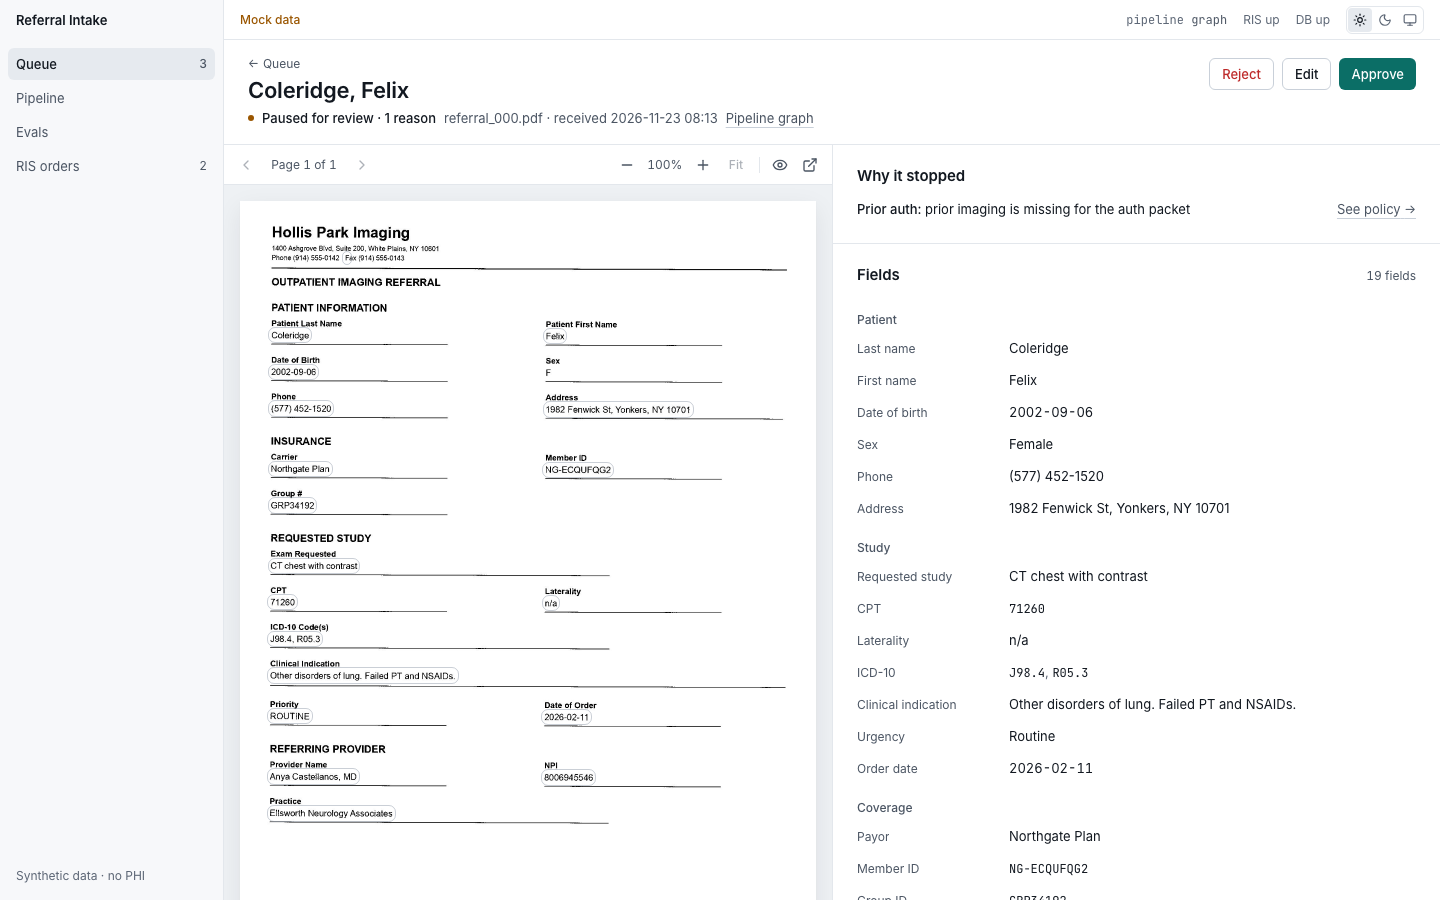 Referral Intake
Queue 3
Pipeline
Evals
RIS orders 2
Synthetic data · no PHI
Mock data
pipeline graph RIS up DB up
← Queue
Coleridge, Felix
Paused for review · 1 reason referral_000.pdf · received 2026-11-23 08:13 Pipeline graph
Reject Edit Approve
Page 1 of 1
100% Fit
Hollis Park Imaging
1400 Ashgrove Blvd, Suite 200, White Plains, NY 10601
Phone (914) 555-0142 Fax (914) 555-0143
OUTPATIENT IMAGING REFERRAL
PATIENT INFORMATION
Patient Last Name Patient First Name
Coleridge Felix
Date of Birth Sex
2002-09-06 F
Phone Address
(577) 452-1520 1982 Fenwick St, Yonkers, NY 10701
INSURANCE
Carrier Member ID
Northgate Plan NG-ECQUFQG2
Group #
GRP34192
REQUESTED STUDY
Exam Requested
CT chest with contrast
CPT Laterality
71260 n/a
ICD-10 Code(s)
J98.4, R05.3
Clinical Indication
Other disorders of lung. Failed PT and NSAIDs.
Priority Date of Order
ROUTINE 2026-02-11
REFERRING PROVIDER
Provider Name NPI
Anya Castellanos, MD 8006945546
Practice
Ellsworth Neurology Associates
Why it stopped
Prior auth: prior imaging is missing for the auth packet See policy →
Fields 19 fields
Patient
Last name Coleridge
First name Felix
Date of birth 2002-09-06
Sex Female
Phone (577) 452-1520
Address 1982 Fenwick St, Yonkers, NY 10701
Study
Requested study CT chest with contrast
CPT 71260
Laterality n/a
ICD-10 J98.4, R05.3
Clinical indication Other disorders of lung. Failed PT and NSAIDs.
Urgency Routine
Order date 2026-02-11
Coverage
Payor Northgate Plan
Member ID NG-ECQUFQG2
Group ID GRP34192